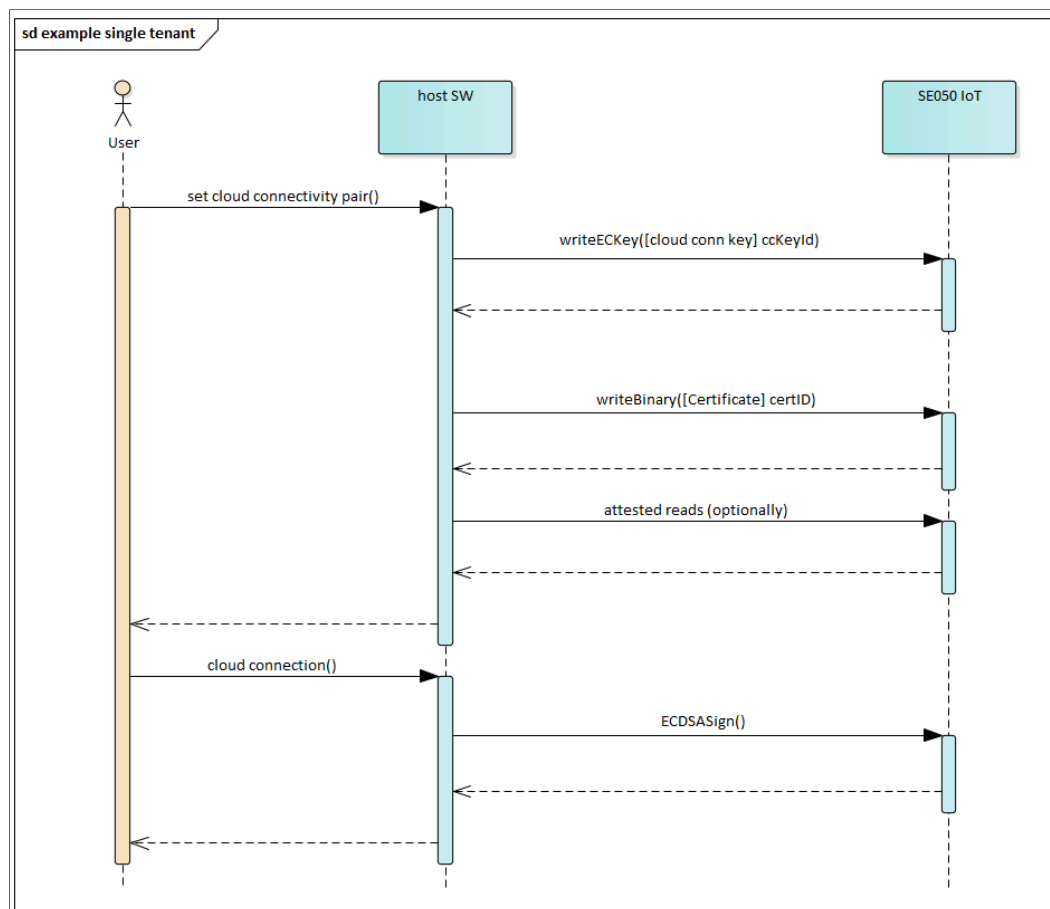 sd example single tenant
host SW
SE050 IoT
User
set cloud connectivity pair()
writeECKey([cloud conn key] ccKeyId)
writeBinary([Certificate] certID)
attested reads (optionally)
cloud connection()
ECDSASign()